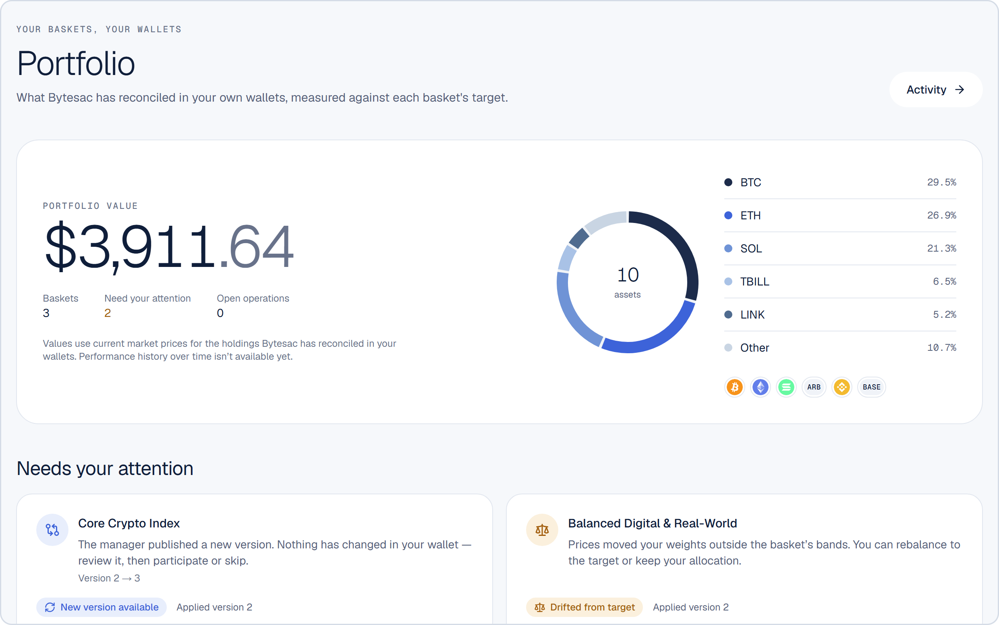 YOUR BASKETS, YOUR WALLETS
Portfolio
What Bytesac has reconciled in your own wallets, measured against each basket's target.
Activity →
PORTFOLIO VALUE
$3,911.64
Baskets
3
Need your attention
2
Open operations
0
Values use current market prices for the holdings Bytesac has reconciled in your
wallets. Performance history over time isn’t available yet.
10
assets
BTC 29.5%
ETH 26.9%
SOL 21.3%
TBILL 6.5%
LINK 5.2%
Other 10.7%
ARB BASE
Needs your attention
Core Crypto Index
The manager published a new version. Nothing has changed in your wallet —
review it, then participate or skip.
Version 2 → 3
New version available Applied version 2
Balanced Digital & Real-World
Prices moved your weights outside the basket’s bands. You can rebalance to
the target or keep your allocation.
Drifted from target Applied version 2